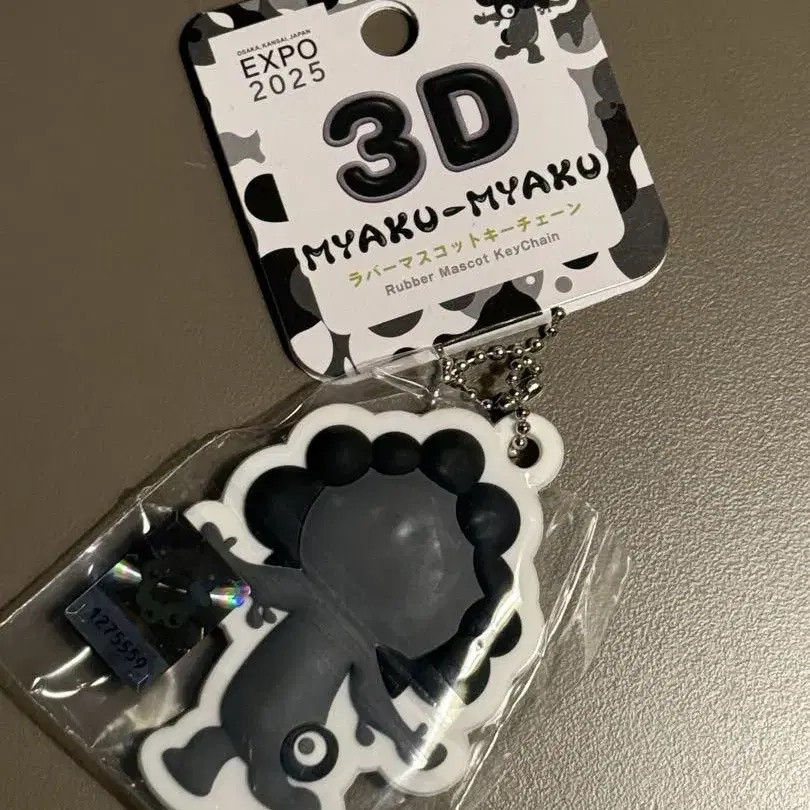 OSAKA, KANSAI, JAPAN
EXPO
2025
3D
MYAKU-MYAKU
ラバーマスコットキーチェーン
Rubber Mascot KeyChain
1275559